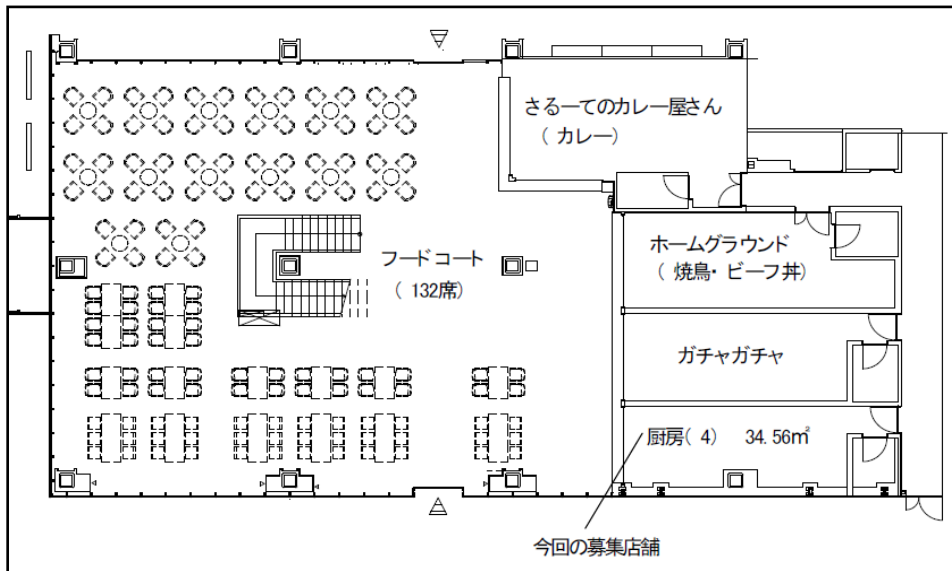 さるーてのカレー屋さん
( カレー)
ホームグラウンド
( 焼鳥・ビーフ丼)
フードコート
( 132席)
ガチャガチャ
厨房( 4) 34.56㎡
今回の募集店舗